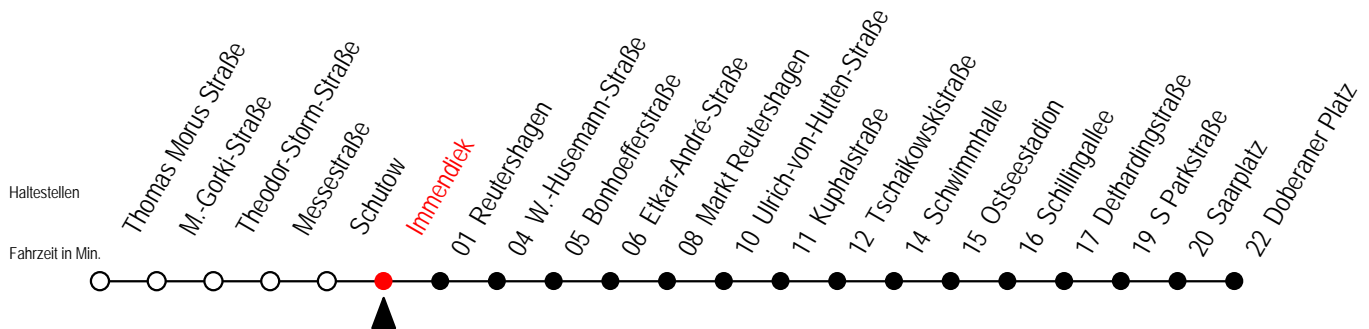 Haltestellen
Fahrzeit in Min.
Thomas Morus Straße
M.-Gorki-Straße
Theodor-Storm-Straße
Messestraße
Schutow
Immendiek
01 Reutershagen
04 W.-Husemann-Straße
05 Bonhoefferstraße
06 Etkar-André-Straße
08 Markt Reutershagen
10 Ulrich-von-Hutten-Straße
11 Kuphalstraße
12 Tschaikowskistraße
14 Schwimmhalle
15 Ostseestadion
16 Schillingallee
17 Dethardingstraße
19 S Parkstraße
20 Saarplatz
22 Doberaner Platz